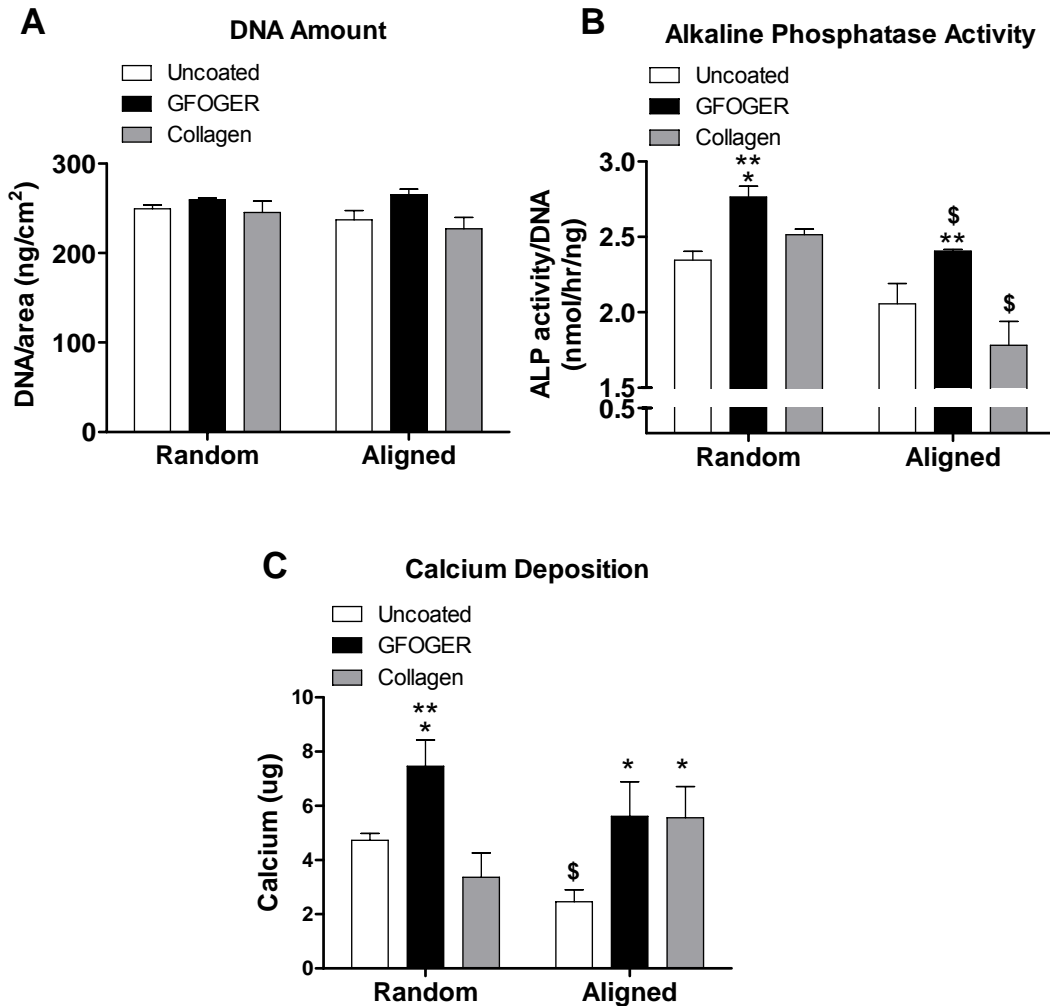 A
DNA Amount
Uncoated
GFOGER
Collagen
DNA/area (ng/cm²)
300
200
100
0
Random
Aligned
B
Alkaline Phosphatase Activity
Uncoated
GFOGER
Collagen
ALP activity/DNA
(nmol/hr/ng)
3.0
2.5
2.0
1.5
0.5
**
*
$
**
$
Random
Aligned
C
Calcium Deposition
Uncoated
GFOGER
Collagen
Calcium (ug)
10
8
6
4
2
0
**
*
$
*
*
Random
Aligned